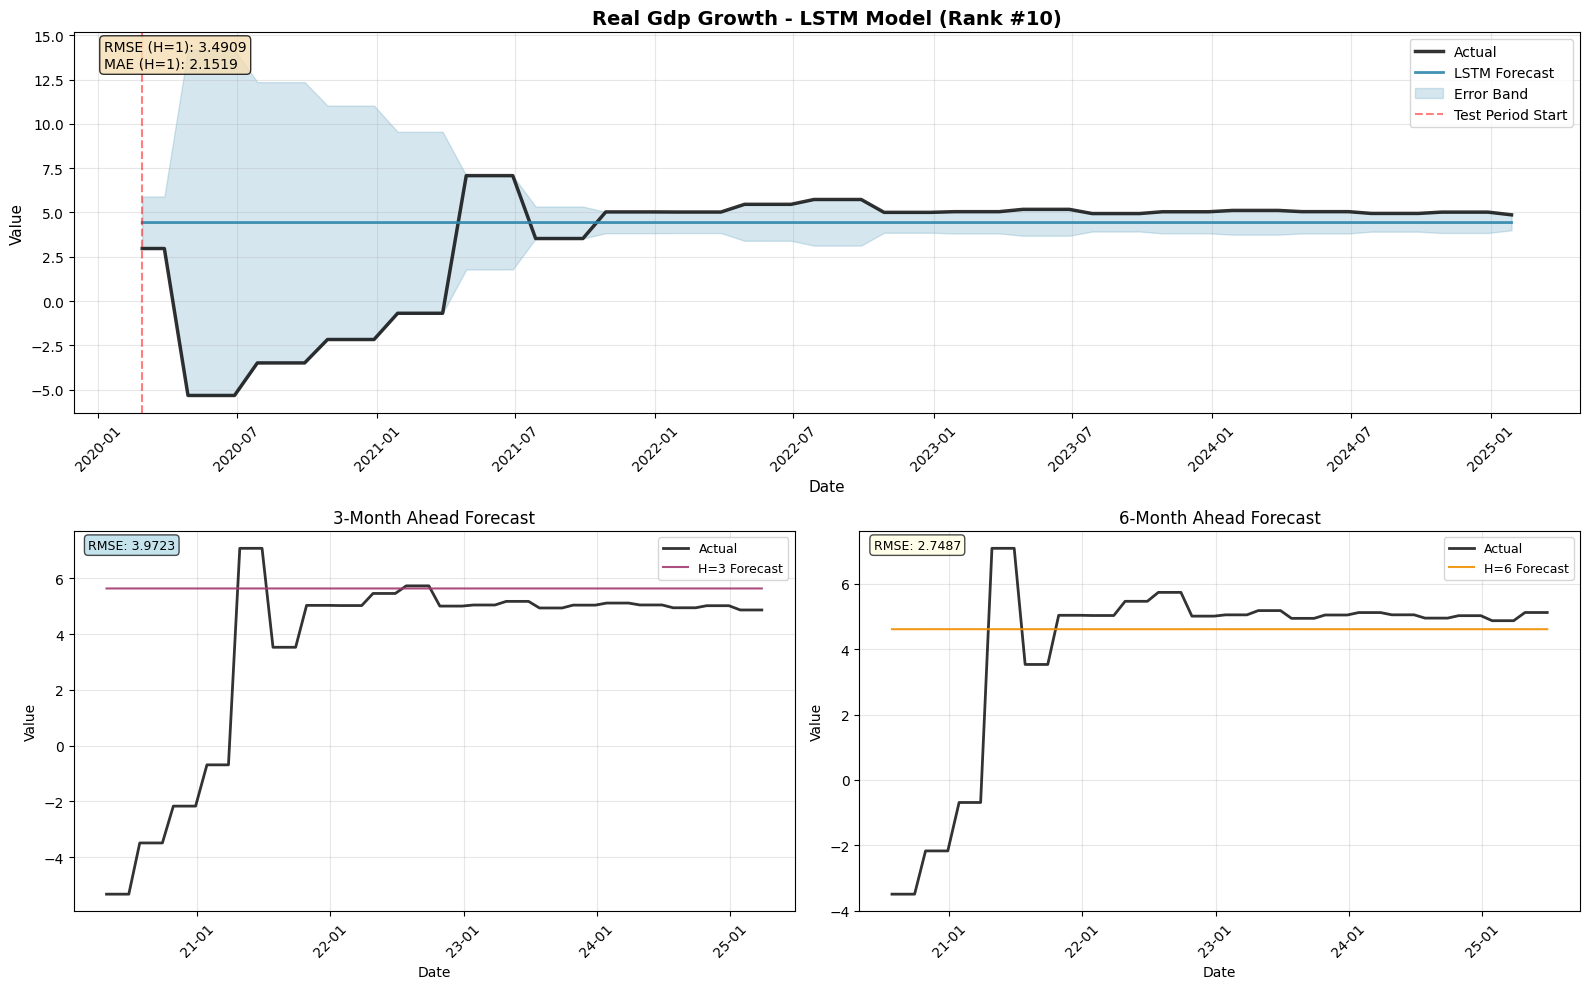 Real Gdp Growth - LSTM Model (Rank #10)
RMSE (H=1): 3.4909
MAE (H=1): 2.1519
Actual
LSTM Forecast
Error Band
Test Period Start
Value
15.0
12.5
10.0
7.5
5.0
2.5
0.0
−2.5
−5.0
2020-01
2020-07
2021-01
2021-07
2022-01
2022-07
2023-01
2023-07
2024-01
2024-07
2025-01
Date
3-Month Ahead Forecast
RMSE: 3.9723
Actual
H=3 Forecast
Value
6
4
2
0
−2
−4
21-01
22-01
23-01
24-01
25-01
Date
6-Month Ahead Forecast
RMSE: 2.7487
Actual
H=6 Forecast
Value
6
4
2
0
−2
−4
21-01
22-01
23-01
24-01
25-01
Date